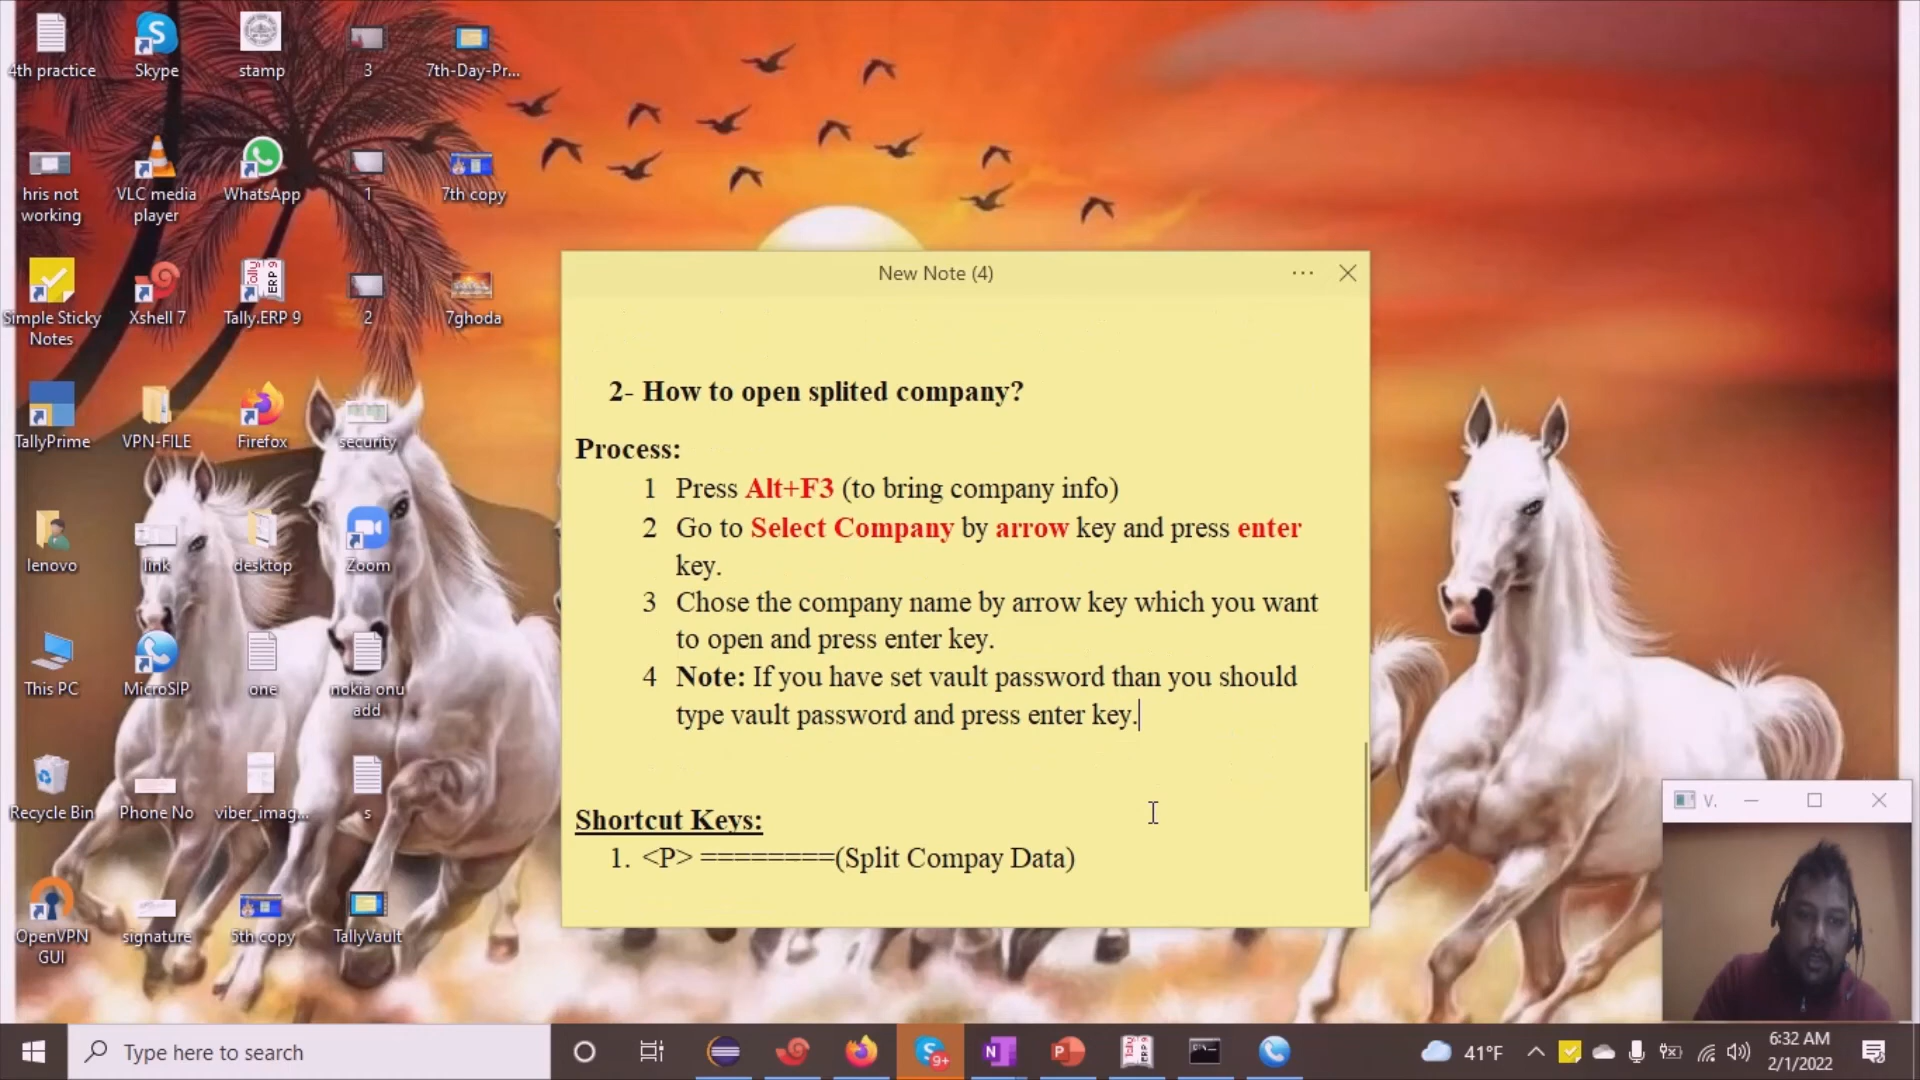 4th practice
Skype
stamp
3
7th-Day-Pr...
hris not
working
VLC media
player
WhatsApp
1
7th copy
Simple Sticky
Notes
Xshell 7
Tally.ERP 9
2
7ghoda
TallyPrime
VPN-FILE
Firefox
security
lenovo
link
desktop
Zoom
This PC
MicroSIP
one
nokia onu
add
Recycle Bin
Phone No
viber_imag...
s
OpenVPN
GUI
signature
5th copy
TallyVault
New Note (4)
2- How to open splited company?
Process:
1 Press Alt+F3 (to bring company info)
2 Go to Select Company by arrow key and press enter
key.
3 Chose the company name by arrow key which you want
to open and press enter key.
4 Note: If you have set vault password than you should
type vault password and press enter key.
Shortcut Keys:
1. <P> ========(Split Compay Data)
V.
Type here to search
9+
41°F
6:32 AM
2/1/2022